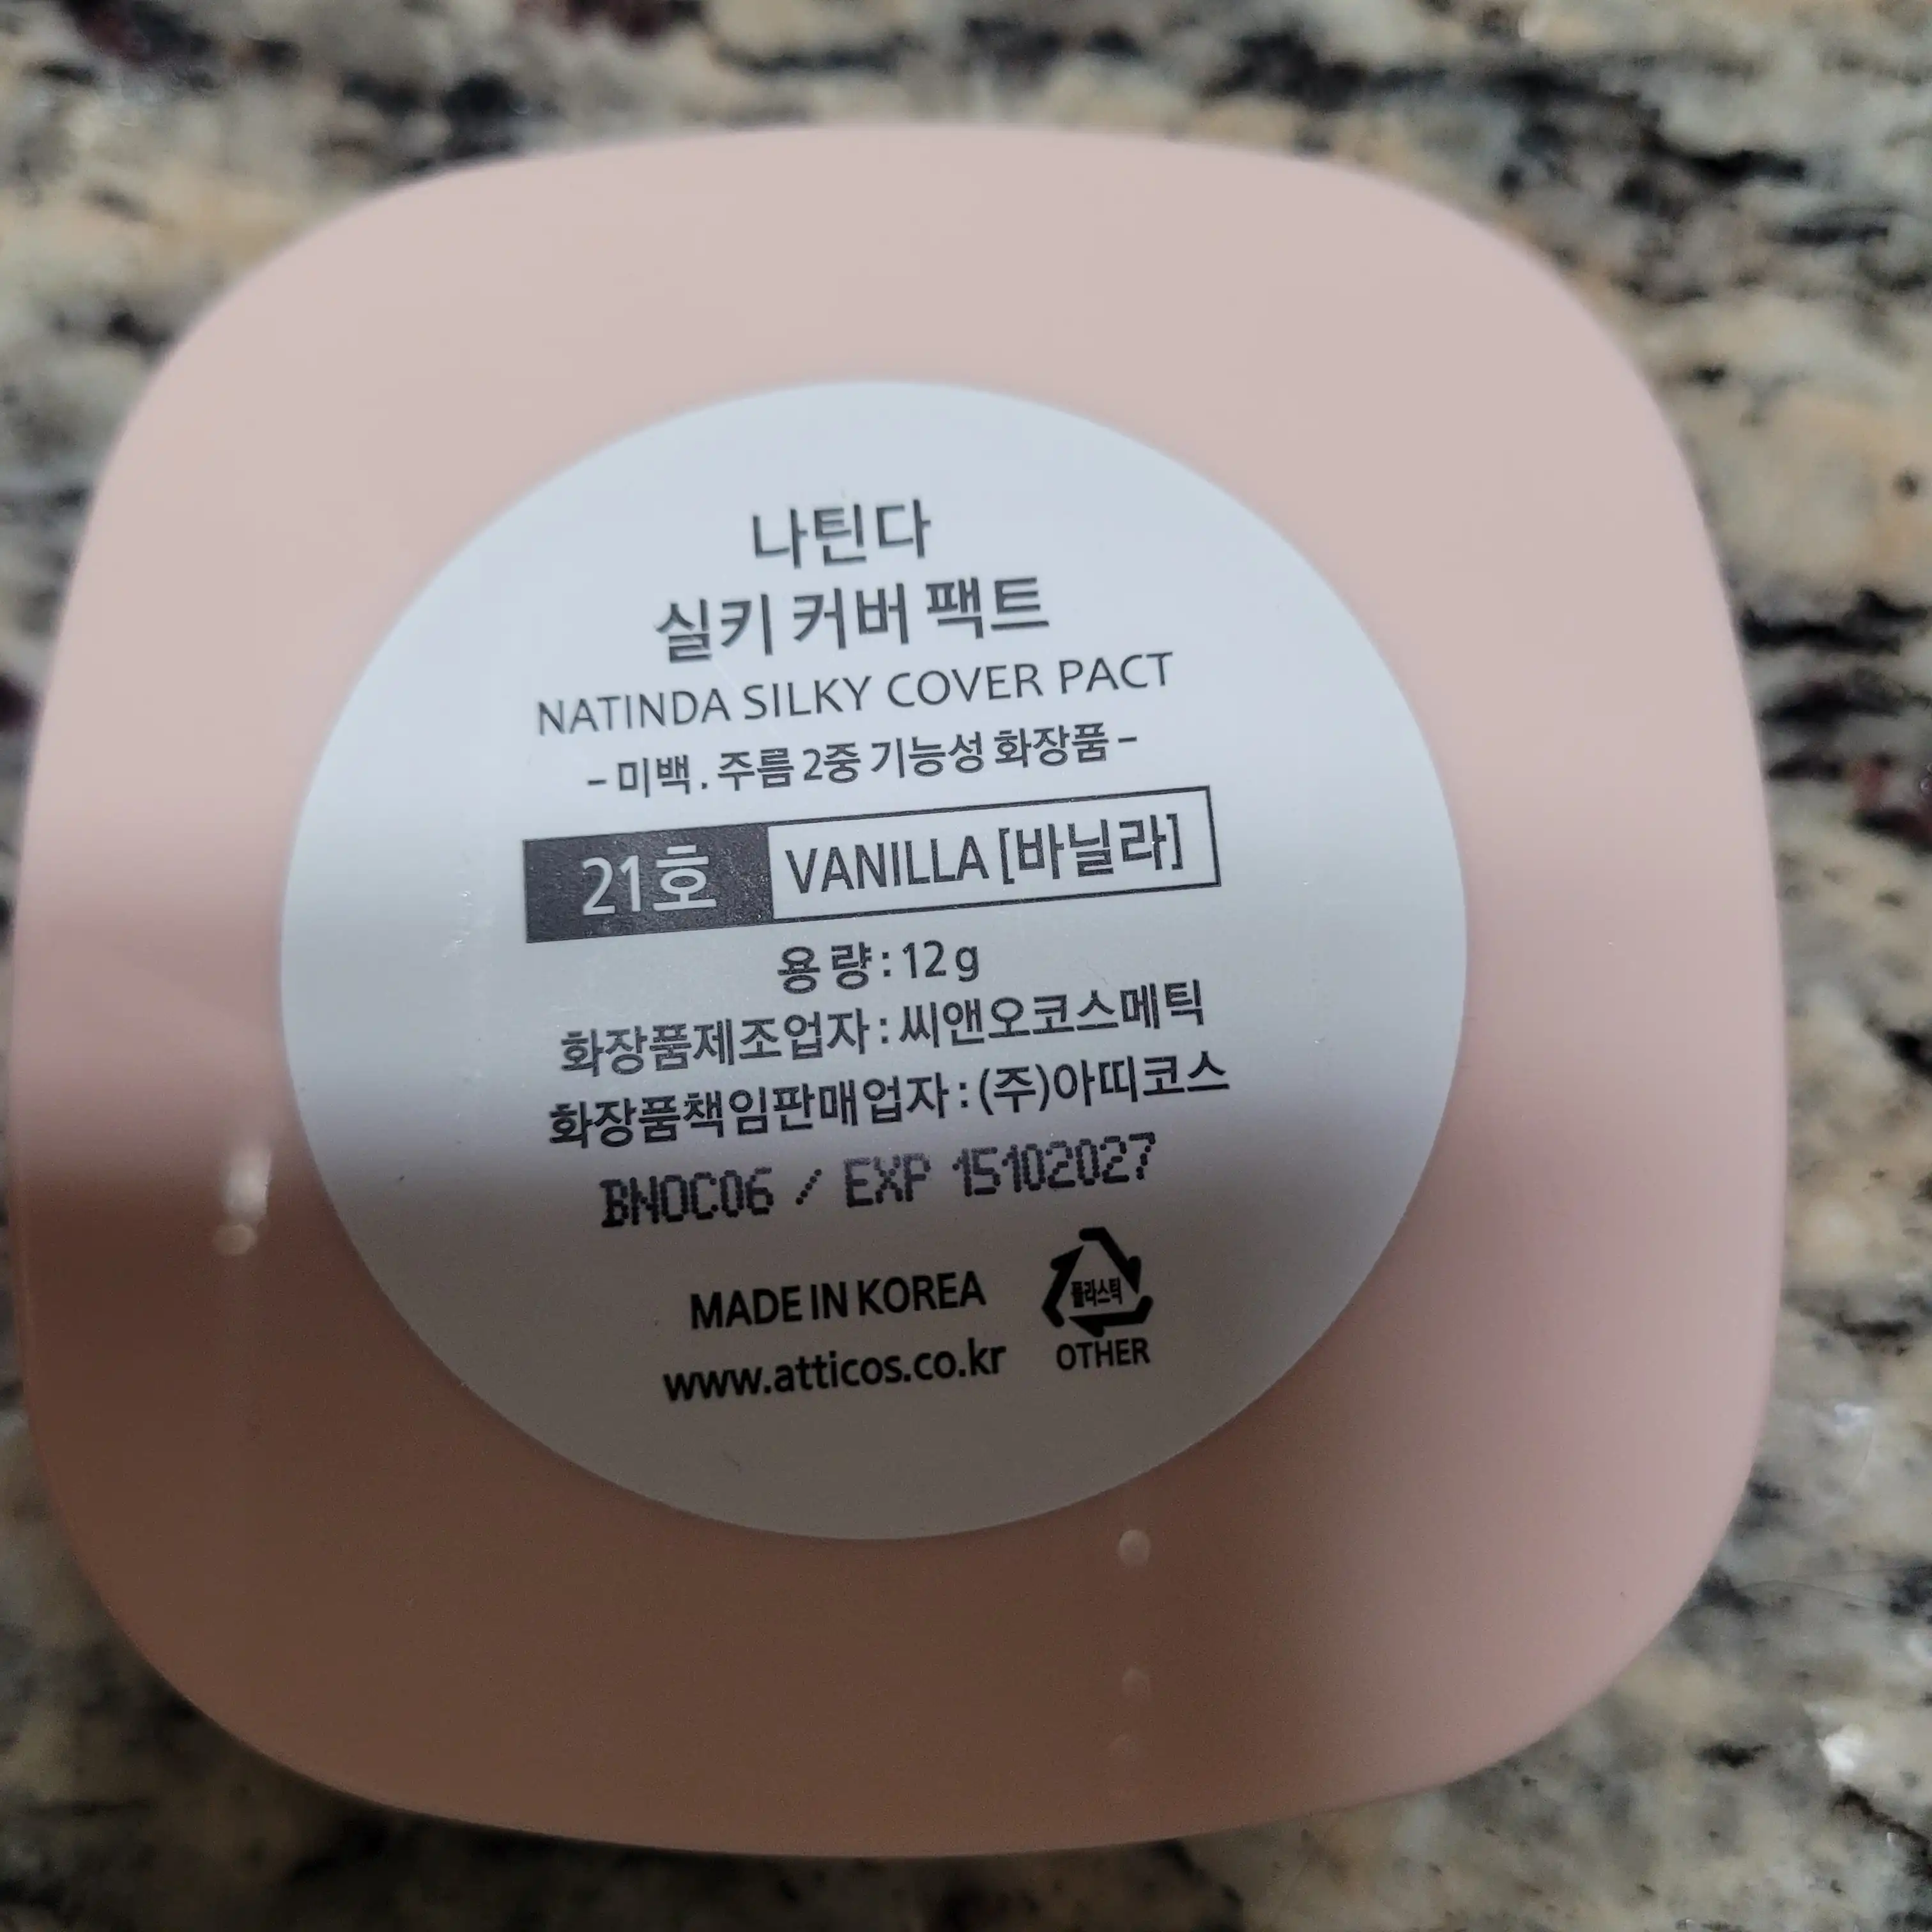 나틴다
실키 커버 팩트
NATINDA SILKY COVER PACT
- 미백 . 주름 2중 기능성 화장품 -
21호 VANILLA [바닐라]
용량 : 12 g
화장품제조업자 : 씨앤오코스메틱
화장품책임판매업자 : (주)아띠코스
BNOC06 / EXP 15102027
MADE IN KOREA
플라스틱
OTHER
www.atticos.co.kr